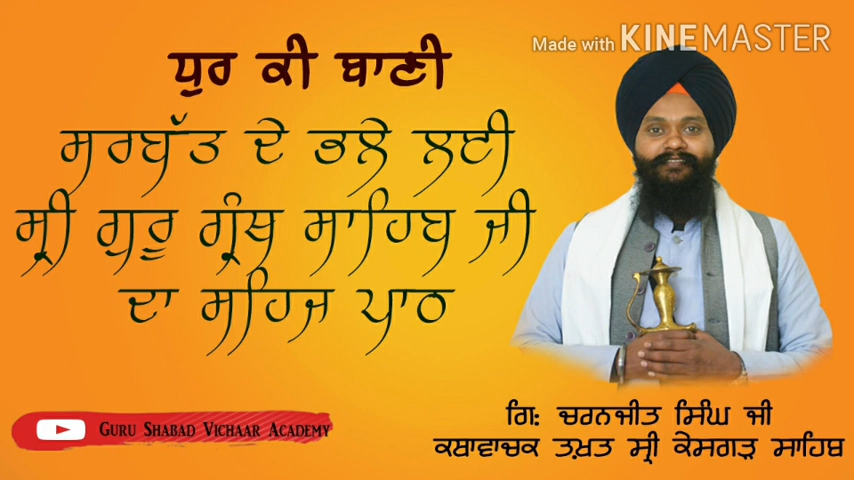 Made with KINEMASTER
ਧੁਰ ਕੀ ਬਾਣੀ
ਸਰਬੱਤ ਦੇ ਭਲੇ ਲਈ
ਸ੍ਰੀ ਗੁਰੂ ਗ੍ਰੰਥ ਸਾਹਿਬ ਜੀ
ਦਾ ਸਹਿਜ ਪਾਠ
GURU SHABAD VICHAAR ACADEMY
ਗਿ: ਚਰਨਜੀਤ ਸਿੰਘ ਜੀ
ਕਥਾਵਾਚਕ ਤਖ਼ਤ ਸ੍ਰੀ ਕੇਸਗੜ ਸਾਹਿਬ